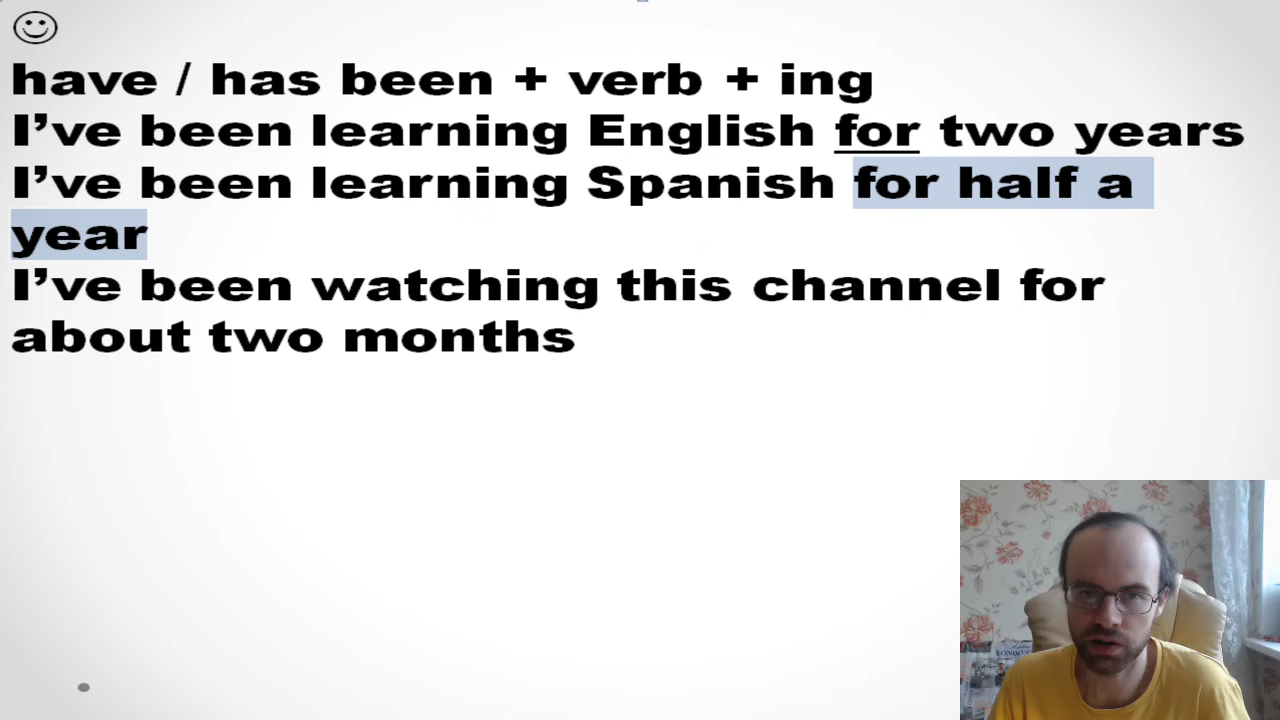 have / has been + verb + ing
I’ve been learning English for two years
I’ve been learning Spanish for half a
year
I’ve been watching this channel for
about two months
LONDON